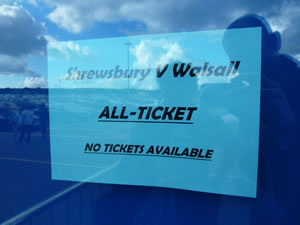 Shrewsbury V Walsall
ALL-TICKET
NO TICKETS AVAILABLE